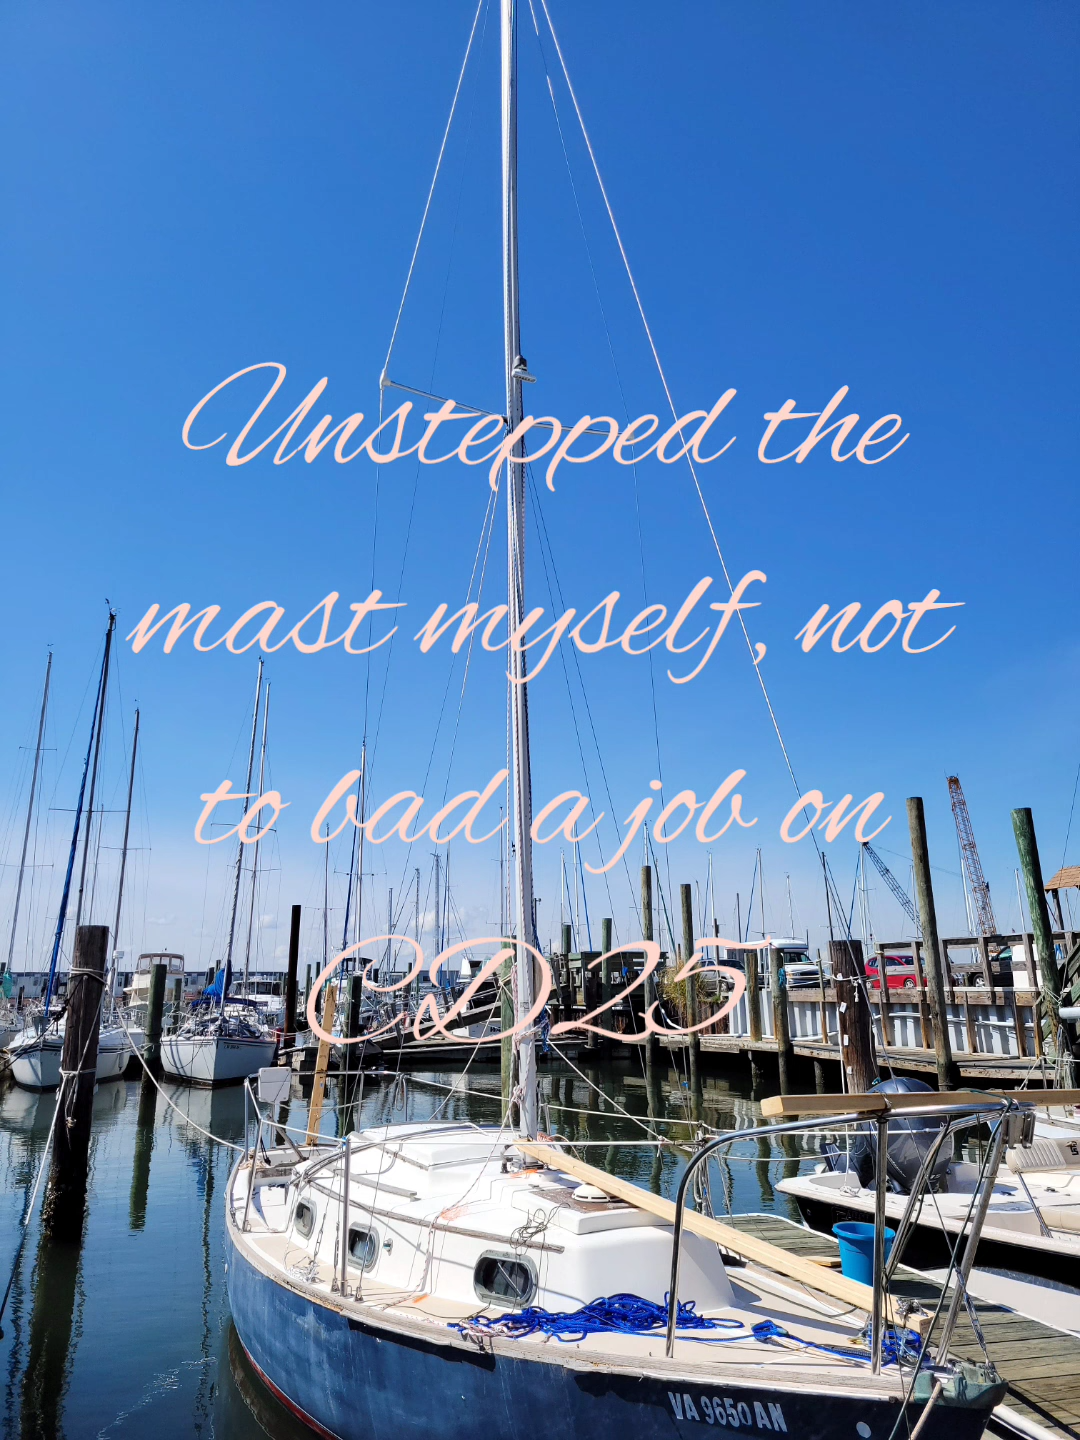 Unstepped the
mast myself, not
to bad a job on
CD25
VA 9650 AN